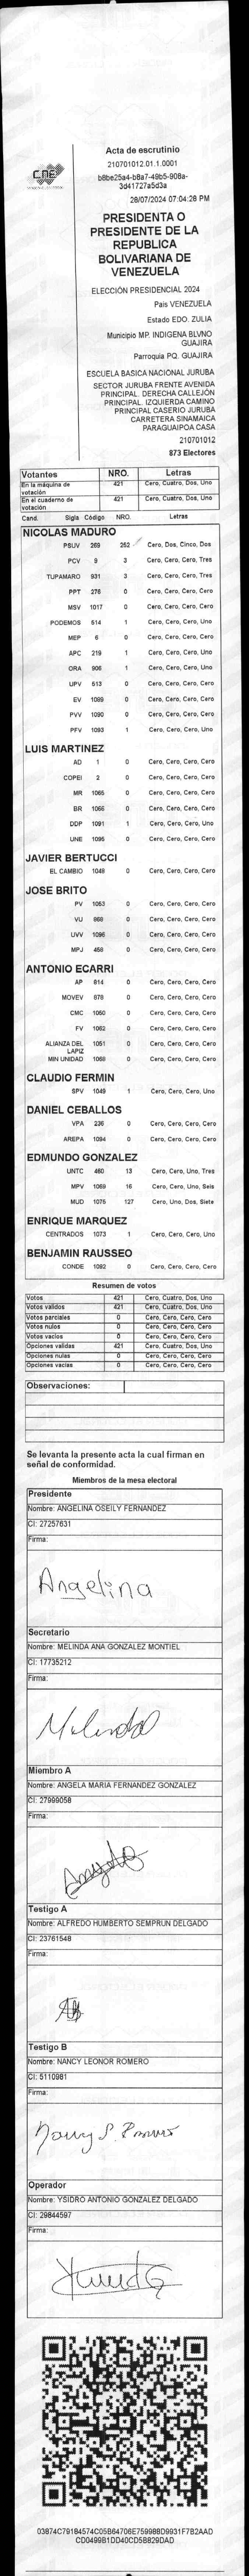 CNE
Acta de escrutinio
210701012.01.1.0001
b8be25a4-b8a7-49b5-908a-
3d41727a5d3a
28/07/2024 07:04:28 PM
PRESIDENTA O
PRESIDENTE DE LA
REPUBLICA
BOLIVARIANA DE
VENEZUELA
ELECCIÓN PRESIDENCIAL 2024
Pais VENEZUELA
Estado EDO. ZULIA
Municipio MP. INDIGENA BLVNO
GUAJIRA
Parroquia PQ. GUAJIRA
ESCUELA BASICA NACIONAL JURUBA
SECTOR JURUBA FRENTE AVENIDA
PRINCIPAL. DERECHA CALLEJÓN
PRINCIPAL. IZQUIERDA CAMINO
PRINCIPAL CASERIO JURUBA
CARRETERA SINAMAICA
PARAGUAIPOA CASA
210701012
873 Electores
Votantes NRO. Letras
En la máquina de votación 421 Cero, Cuatro, Dos, Uno
En el cuaderno de votación 421 Cero, Cuatro, Dos, Uno
Cand. Sigla Código NRO. Letras
NICOLAS MADURO
PSUV 269 252 Cero, Dos, Cinco, Dos
PCV 9 3 Cero, Cero, Cero, Tres
TUPAMARO 931 3 Cero, Cero, Cero, Tres
PPT 276 0 Cero, Cero, Cero, Cero
MSV 1017 0 Cero, Cero, Cero, Cero
PODEMOS 514 1 Cero, Cero, Cero, Uno
MEP 6 0 Cero, Cero, Cero, Cero
APC 219 1 Cero, Cero, Cero, Uno
ORA 906 1 Cero, Cero, Cero, Uno
UPV 513 0 Cero, Cero, Cero, Cero
EV 1099 0 Cero, Cero, Cero, Cero
PVV 1090 0 Cero, Cero, Cero, Cero
PFV 1093 1 Cero, Cero, Cero, Uno
LUIS MARTINEZ
AD 1 0 Cero, Cero, Cero, Cero
COPEI 2 0 Cero, Cero, Cero, Cero
MR 1065 0 Cero, Cero, Cero, Cero
BR 1066 0 Cero, Cero, Cero, Cero
DDP 1091 1 Cero, Cero, Cero, Uno
UNE 1095 0 Cero, Cero, Cero, Cero
JAVIER BERTUCCI
EL CAMBIO 1048 0 Cero, Cero, Cero, Cero
JOSE BRITO
PV 1053 0 Cero, Cero, Cero, Cero
VU 868 0 Cero, Cero, Cero, Cero
UVV 1096 0 Cero, Cero, Cero, Cero
MPJ 458 0 Cero, Cero, Cero, Cero
ANTONIO ECARRI
AP 814 0 Cero, Cero, Cero, Cero
MOVEV 878 0 Cero, Cero, Cero, Cero
CMC 1050 0 Cero, Cero, Cero, Cero
FV 1052 0 Cero, Cero, Cero, Cero
ALIANZA DEL LAPIZ 1051 0 Cero, Cero, Cero, Cero
MIN UNIDAD 1068 0 Cero, Cero, Cero, Cero
CLAUDIO FERMIN
SPV 1049 1 Cero, Cero, Cero, Uno
DANIEL CEBALLOS
VPA 236 0 Cero, Cero, Cero, Cero
AREPA 1094 0 Cero, Cero, Cero, Cero
EDMUNDO GONZALEZ
UNTC 460 13 Cero, Cero, Uno, Tres
MPV 1069 16 Cero, Cero, Uno, Seis
MUD 1075 127 Cero, Uno, Dos, Siete
ENRIQUE MARQUEZ
CENTRADOS 1073 1 Cero, Cero, Cero, Uno
BENJAMIN RAUSSEO
CONDE 1092 0 Cero, Cero, Cero, Cero
Resumen de votos
Votos 421 Cero, Cuatro, Dos, Uno
Votos validos 421 Cero, Cuatro, Dos, Uno
Votos parciales 0 Cero, Cero, Cero, Cero
Votos nulos 0 Cero, Cero, Cero, Cero
Votos vacios 0 Cero, Cero, Cero, Cero
Opciones validas 421 Cero, Cuatro, Dos, Uno
Opciones nulas 0 Cero, Cero, Cero, Cero
Opciones vacias 0 Cero, Cero, Cero, Cero
Observaciones:
Se levanta la presente acta la cual firman en
señal de conformidad.
Miembros de la mesa electoral
Presidente
Nombre: ANGELINA OSEILY FERNANDEZ
CI: 27257631
Firma:
Angelina
Secretario
Nombre: MELINDA ANA GONZALEZ MONTIEL
CI: 17735212
Firma:
Melinda
Miembro A
Nombre: ANGELA MARIA FERNANDEZ GONZALEZ
CI: 27999058
Firma:
Testigo A
Nombre: ALFREDO HUMBERTO SEMPRUN DELGADO
CI: 23761548
Firma:
Testigo B
Nombre: NANCY LEONOR ROMERO
CI: 5110981
Firma:
Operador
Nombre: YSIDRO ANTONIO GONZALEZ DELGADO
CI: 29844597
Firma:
03874C79184574C05B64706E759988D9931F7B2AAD
CD0499B1DD40CD5B829DAD